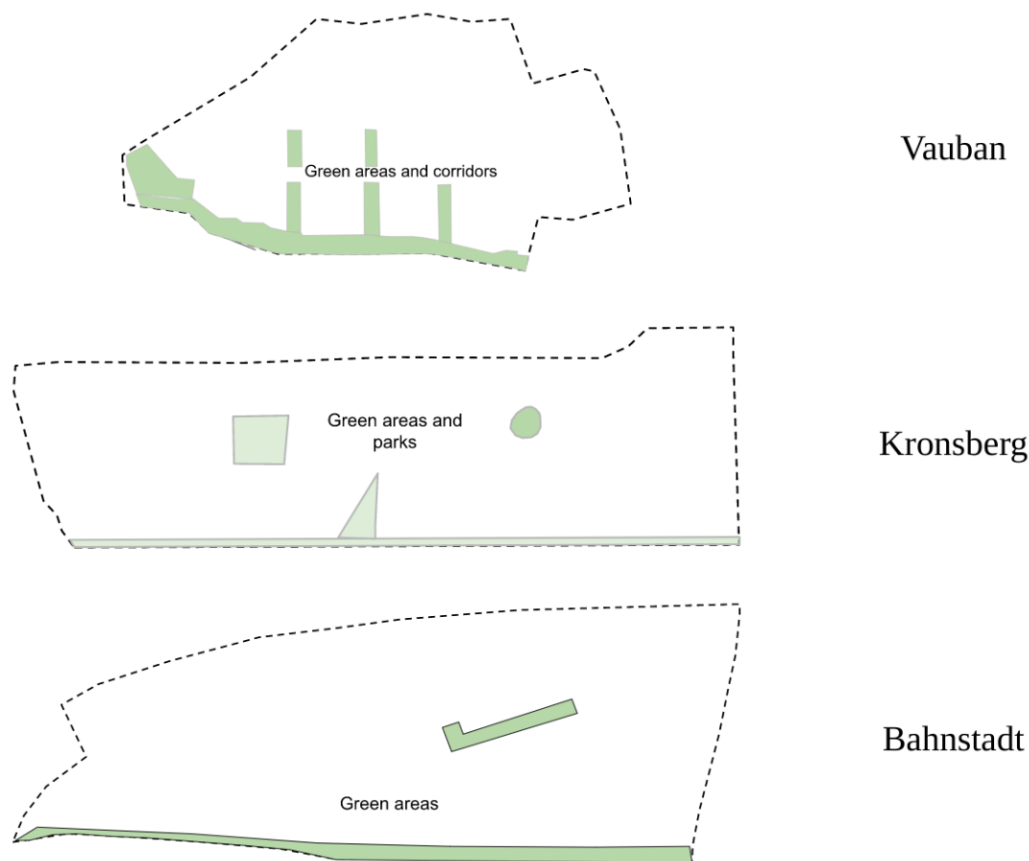 Vauban
Green areas and corridors
Green areas and
parks
Kronsberg
Bahnstadt
Green areas